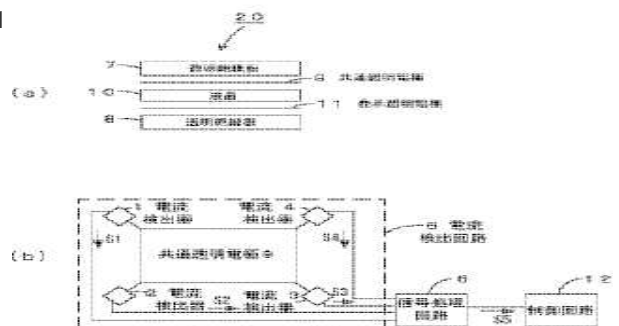 20
(a)
7 透明絶縁板
9 共通透明電極
10 液晶
11 表示透明電極
8 透明絶縁板
(b)
1 電流検出器
電流検出器 4
5 電流検出回路
S1
共通透明電極 9
S4
2 電流検出器
S2
電流検出器 3
S3
6
信号処理回路
S5
12
制御回路